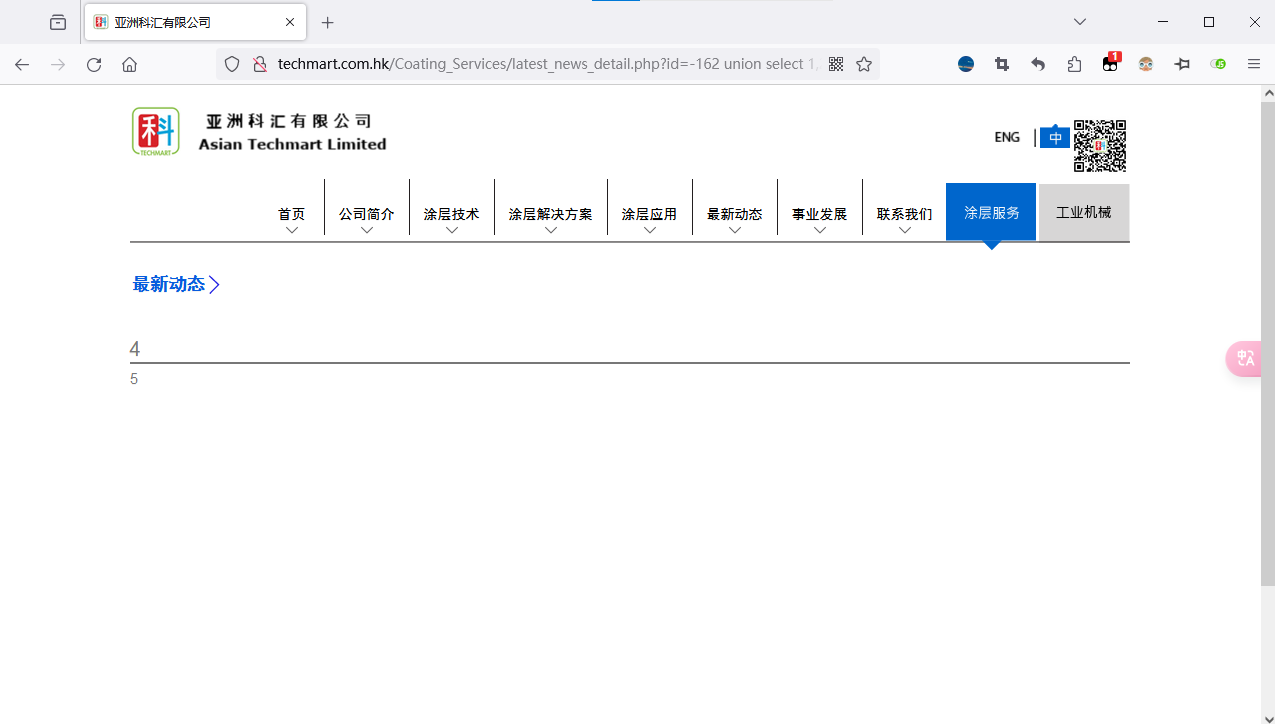 亚洲科汇有限公司
1
techmart.com.hk/Coating_Services/latest_news_detail.php?id=-162 union select 1,
科
TECHMART
亚洲科汇有限公司
Asian Techmart Limited
ENG
中
首页 公司简介 涂层技术 涂层解决方案 涂层应用 最新动态 事业发展 联系我们 涂层服务 工业机械
最新动态
4
5